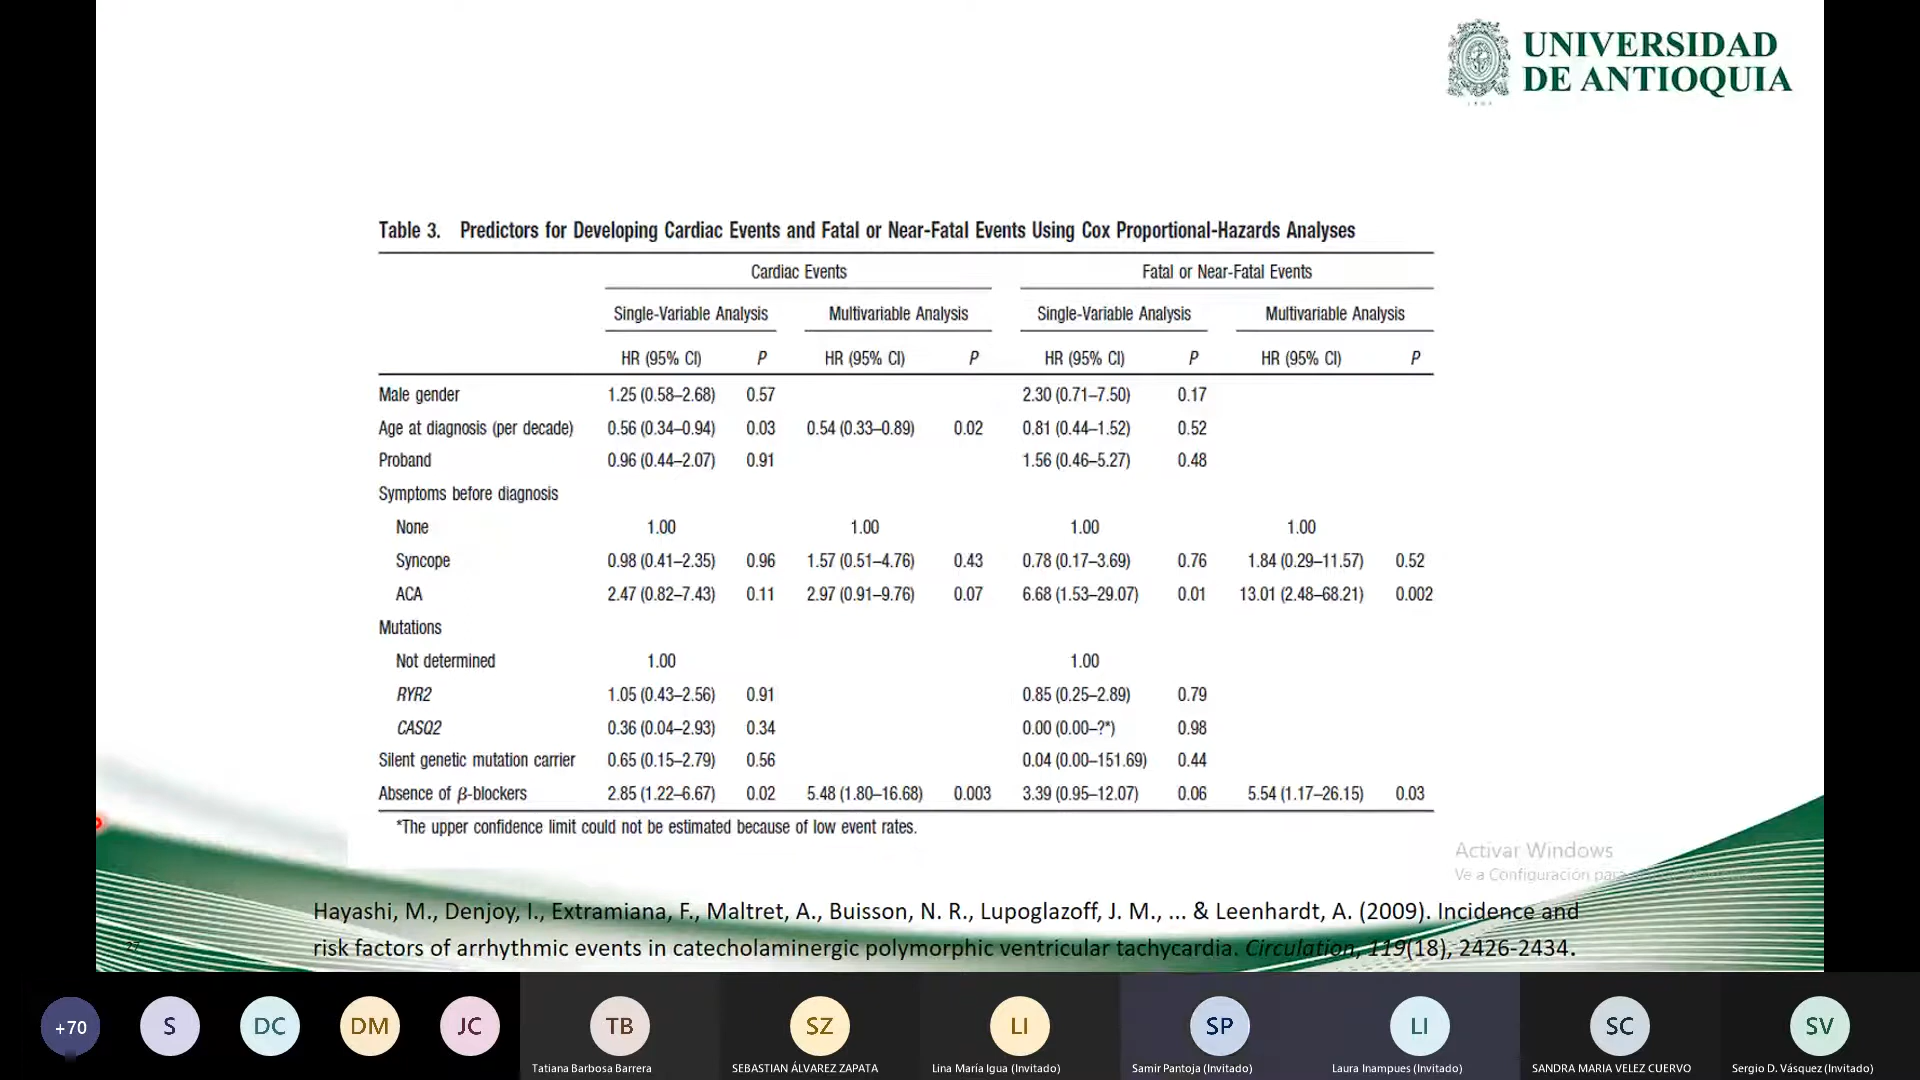 UNIVERSIDAD
DE ANTIOQUIA
Table 3. Predictors for Developing Cardiac Events and Fatal or Near-Fatal Events Using Cox Proportional-Hazards Analyses
Cardiac Events Fatal or Near-Fatal Events
Single-Variable Analysis Multivariable Analysis Single-Variable Analysis Multivariable Analysis
HR (95% CI) P HR (95% CI) P HR (95% CI) P HR (95% CI) P
Male gender 1.25 (0.58–2.68) 0.57 2.30 (0.71–7.50) 0.17
Age at diagnosis (per decade) 0.56 (0.34–0.94) 0.03 0.54 (0.33–0.89) 0.02 0.81 (0.44–1.52) 0.52
Proband 0.96 (0.44–2.07) 0.91 1.56 (0.46–5.27) 0.48
Symptoms before diagnosis
None 1.00 1.00 1.00 1.00
Syncope 0.98 (0.41–2.35) 0.96 1.57 (0.51–4.76) 0.43 0.78 (0.17–3.69) 0.76 1.84 (0.29–11.57) 0.52
ACA 2.47 (0.82–7.43) 0.11 2.97 (0.91–9.76) 0.07 6.68 (1.53–29.07) 0.01 13.01 (2.48–68.21) 0.002
Mutations
Not determined 1.00 1.00
RYR2 1.05 (0.43–2.56) 0.91 0.85 (0.25–2.89) 0.79
CASQ2 0.36 (0.04–2.93) 0.34 0.00 (0.00–?*) 0.98
Silent genetic mutation carrier 0.65 (0.15–2.79) 0.56 0.04 (0.00–151.69) 0.44
Absence of β-blockers 2.85 (1.22–6.67) 0.02 5.48 (1.80–16.68) 0.003 3.39 (0.95–12.07) 0.06 5.54 (1.17–26.15) 0.03
*The upper confidence limit could not be estimated because of low event rates.
Activar Windows
Ve a Configuración
Hayashi, M., Denjoy, I., Extramiana, F., Maltret, A., Buisson, N. R., Lupoglazoff, J. M., ... & Leenhardt, A. (2009). Incidence and
27 risk factors of arrhythmic events in catecholaminergic polymorphic ventricular tachycardia. Circulation, 119(18), 2426-2434.
+70 S DC DM JC TB SZ LI SP LI SC SV
Tatiana Barbosa Barrera SEBASTIAN ÁLVAREZ ZAPATA Lina María Igua (Invitado) Samir Pantoja (Invitado) Laura Inampues (Invitado) SANDRA MARIA VELEZ CUERVO Sergio D. Vásquez (Invitado)